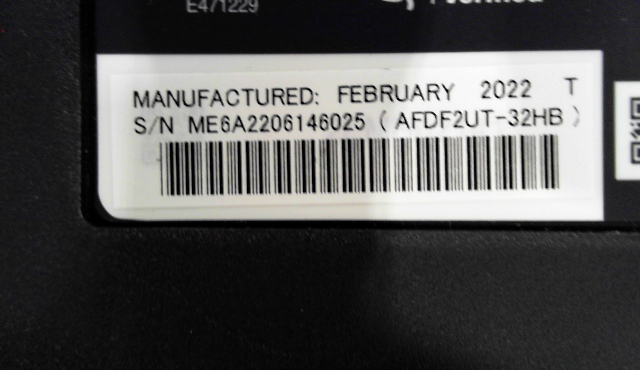 E471229
MANUFACTURED: FEBRUARY 2022 T
S/N ME6A2206146025 ( AFDF2UT-32HB )